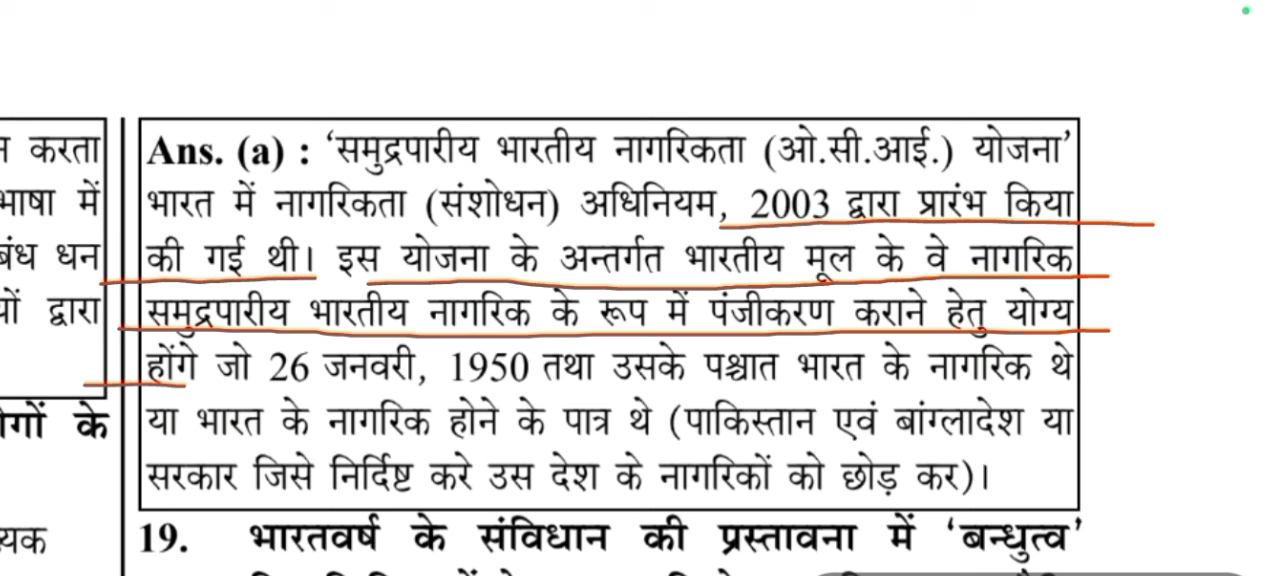 करता
भाषा में
बंध धन
द्वारा
के
Ans. (a) : ‘समुद्रपारीय भारतीय नागरिकता (ओ.सी.आई.) योजना’
भारत में नागरिकता (संशोधन) अधिनियम, 2003 द्वारा प्रारंभ किया
की गई थी। इस योजना के अन्तर्गत भारतीय मूल के वे नागरिक
समुद्रपारीय भारतीय नागरिक के रूप में पंजीकरण कराने हेतु योग्य
होंगे जो 26 जनवरी, 1950 तथा उसके पश्चात भारत के नागरिक थे
या भारत के नागरिक होने के पात्र थे (पाकिस्तान एवं बांग्लादेश या
सरकार जिसे निर्दिष्ट करे उस देश के नागरिकों को छोड़ कर)।
19. भारतवर्ष के संविधान की प्रस्तावना में ‘बन्धुत्व’